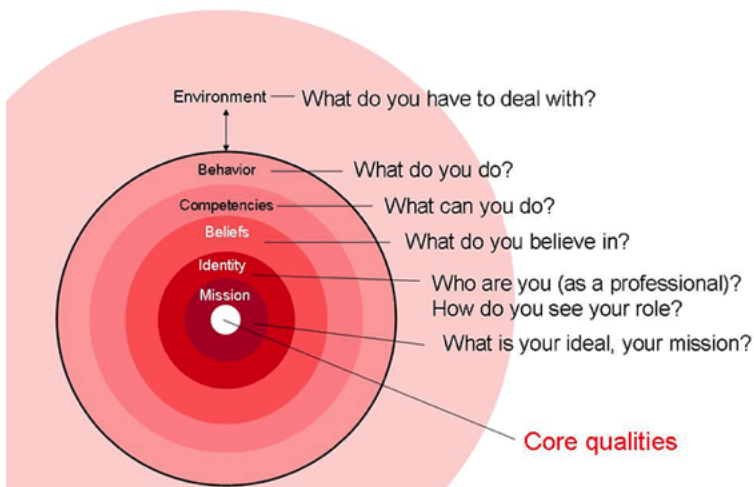 Environment
What do you have to deal with?
Behavior
What do you do?
Competencies
What can you do?
Beliefs
What do you believe in?
Identity
Who are you (as a professional)?
How do you see your role?
Mission
What is your ideal, your mission?
Core qualities